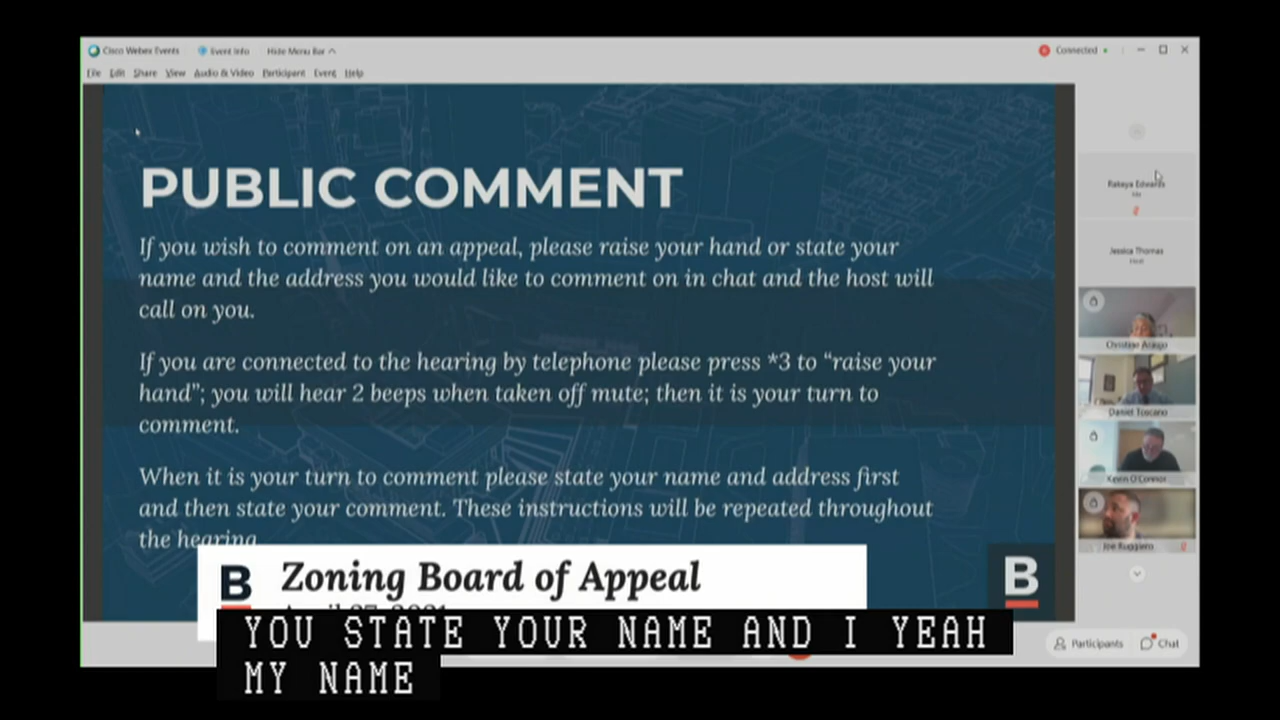 Cisco Webex Events Event Info Hide Menu Bar Connected
File Edit Share View Audio & Video Participant Event Help
PUBLIC COMMENT
If you wish to comment on an appeal, please raise your hand or state your
name and the address you would like to comment on in chat and the host will
call on you.
If you are connected to the hearing by telephone please press *3 to “raise your
hand”; you will hear 2 beeps when taken off mute; then it is your turn to
comment.
When it is your turn to comment please state your name and address first
and then state your comment. These instructions will be repeated throughout
the hearing
Rakeya Edwards
Me
Jessica Thomas
Host
Christine Araujo
Daniel Toscano
Kevin O'Connor
Joe Ruggiero
B
B
Zoning Board of Appeal
April 27, 2021
YOU STATE YOUR NAME AND I YEAH
MY NAME
Participants Chat